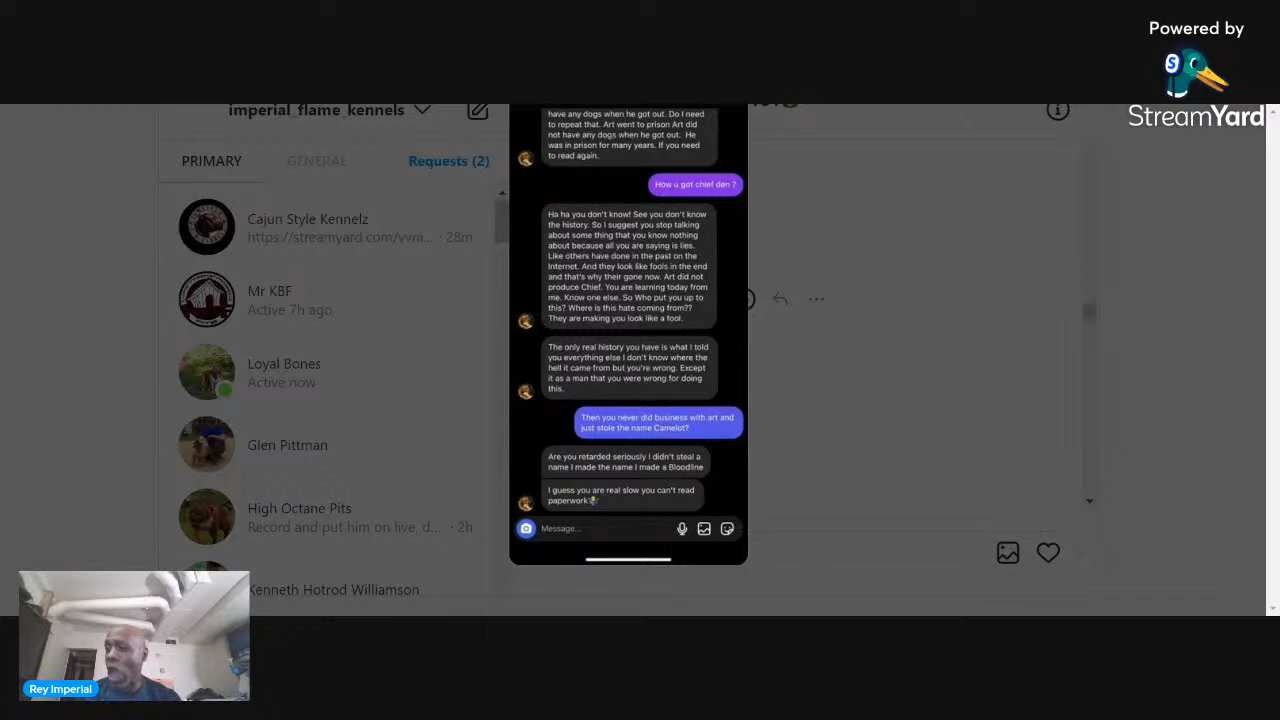 Powered by
StreamYard
imperial_flame_kennels
PRIMARY
GENERAL
Requests (2)
Cajun Style Kennelz
https://streamyard.com/vvm... · 28m
Mr KBF
Active 7h ago
Loyal Bones
Active now
Glen Pittman
High Octane Pits
Record and put him on live, d... · 2h
Kenneth Hotrod Williamson
have any dogs when he got out. Do I need
to repeat that. Art went to prison Art did
not have any dogs when he got out. He
was in prison for many years. If you need
to read again.
How u got chief den ?
Ha ha you don't know! See you don't know
the history. So I suggest you stop talking
about some thing that you know nothing
about because all you are saying is lies.
Like others have done in the past on the
Internet. And they look like fools in the end
and that's why their gone now. Art did not
produce Chief. You are learning today from
me. Know one else. So Who put you up to
this? Where is this hate coming from??
They are making you look like a fool.
The only real history you have is what I told
you everything else I don't know where the
hell it came from but you're wrong. Except
it as a man that you were wrong for doing
this.
Then you never did business with art and
just stole the name Camelot?
Are you retarded seriously I didn't steal a
name I made the name I made a Bloodline
I guess you are real slow you can't read
paperwork
Message...
Rey Imperial